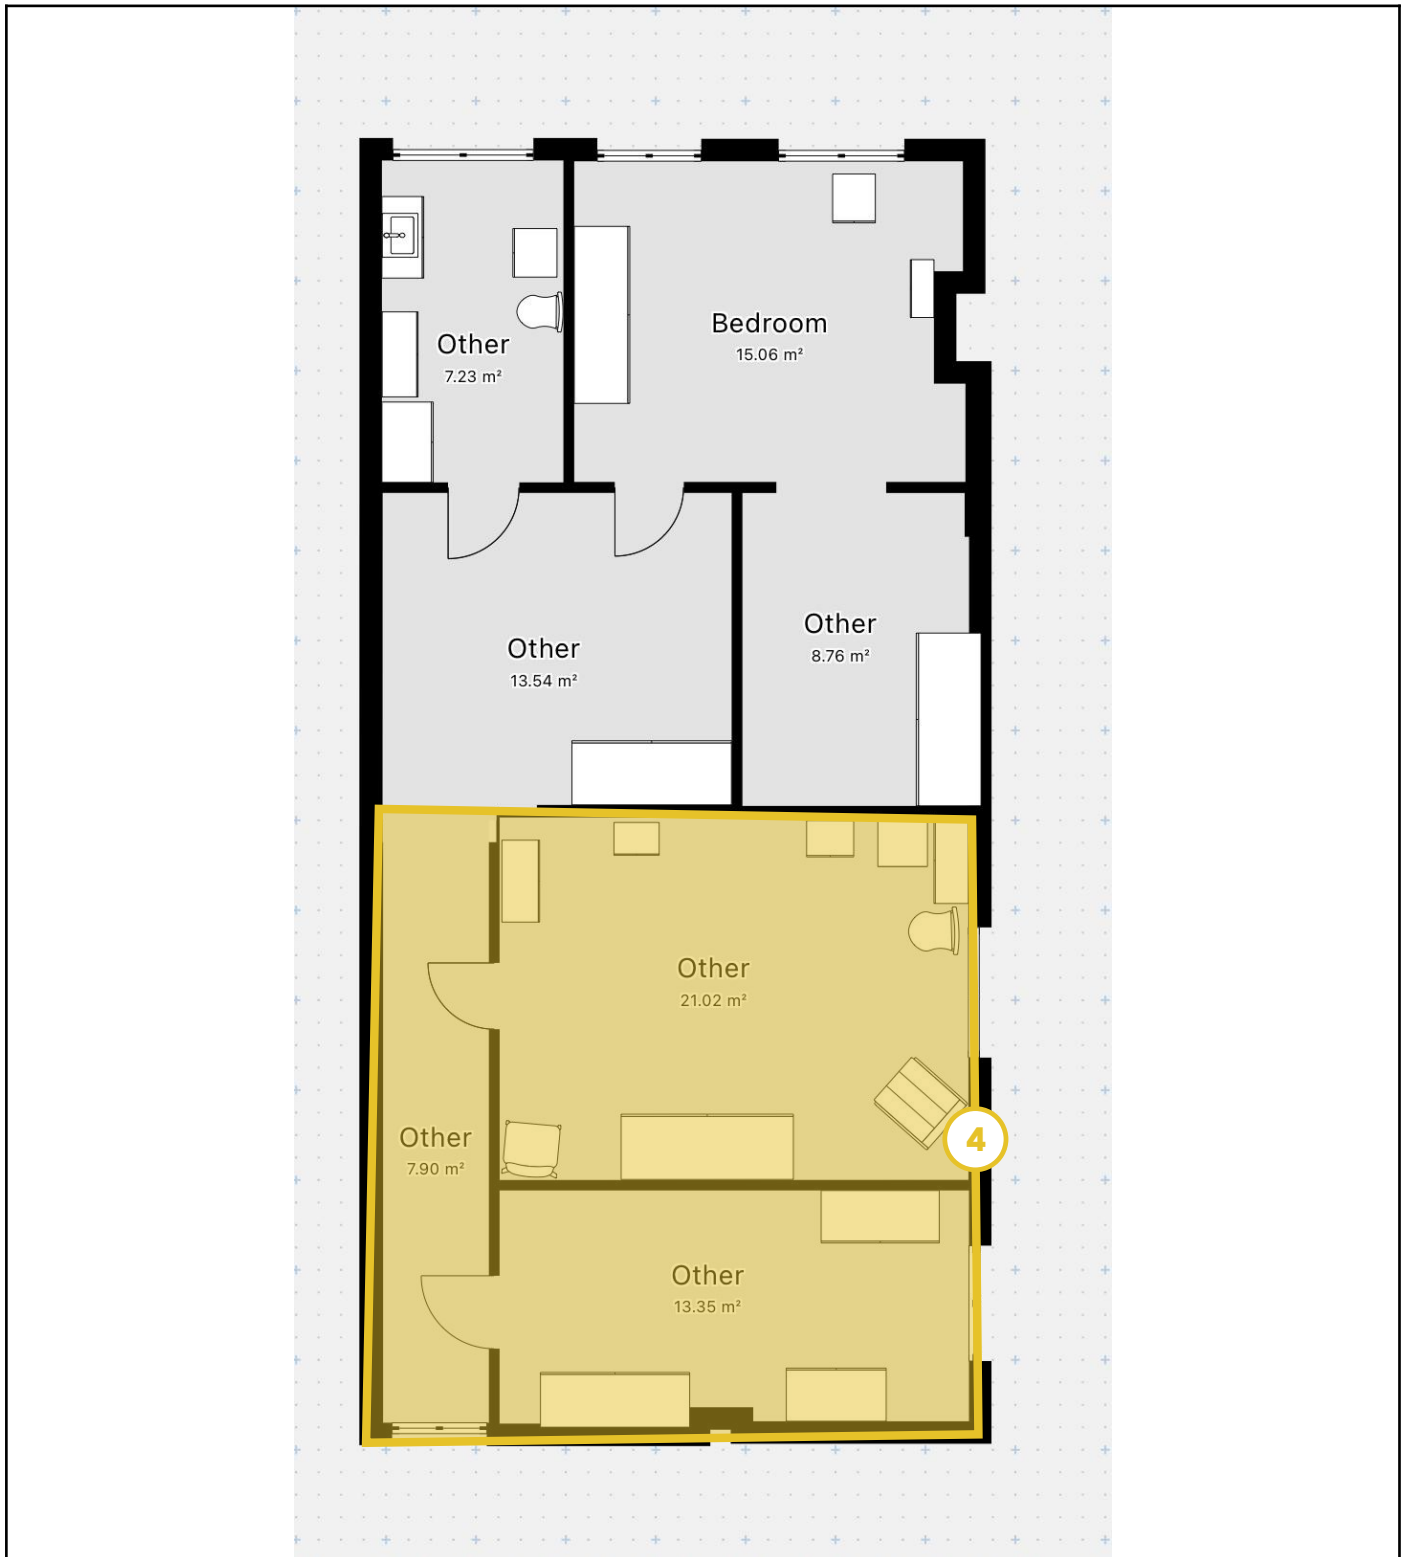 Other
7.23 m²
Bedroom
15.06 m²
Other
13.54 m²
Other
8.76 m²
Other
21.02 m²
Other
7.90 m²
4
Other
13.35 m²